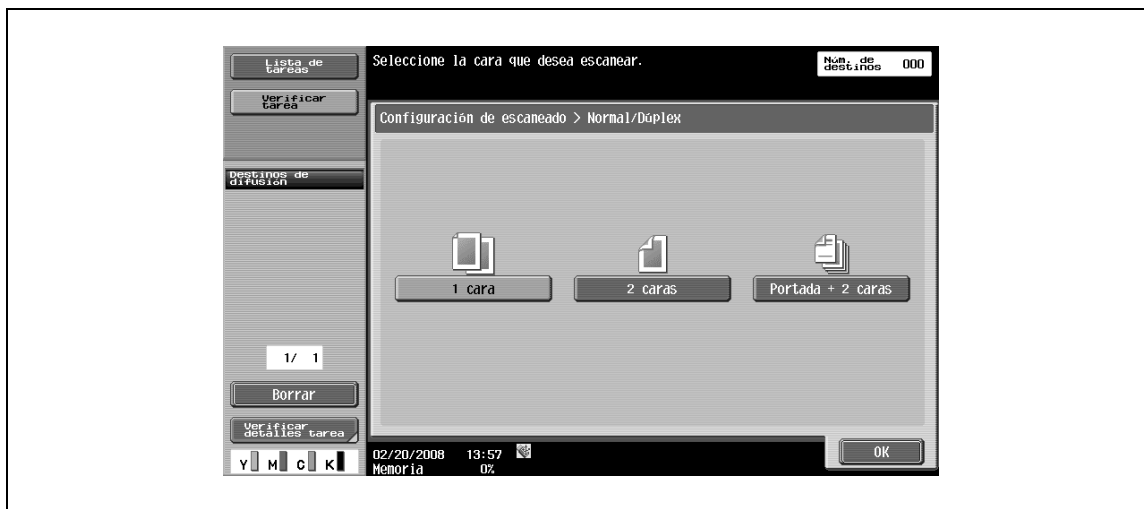 Lista de
tareas
Verificar
tarea
Destinos de
difusión
1/ 1
Borrar
Verificar
detalles tarea
Y M C K
Seleccione la cara que desea escanear.
Núm. de
destinos 000
Configuración de escaneado > Normal/Dúplex
1 cara
2 caras
Portada + 2 caras
02/20/2008 13:57
Memoria 0%
OK